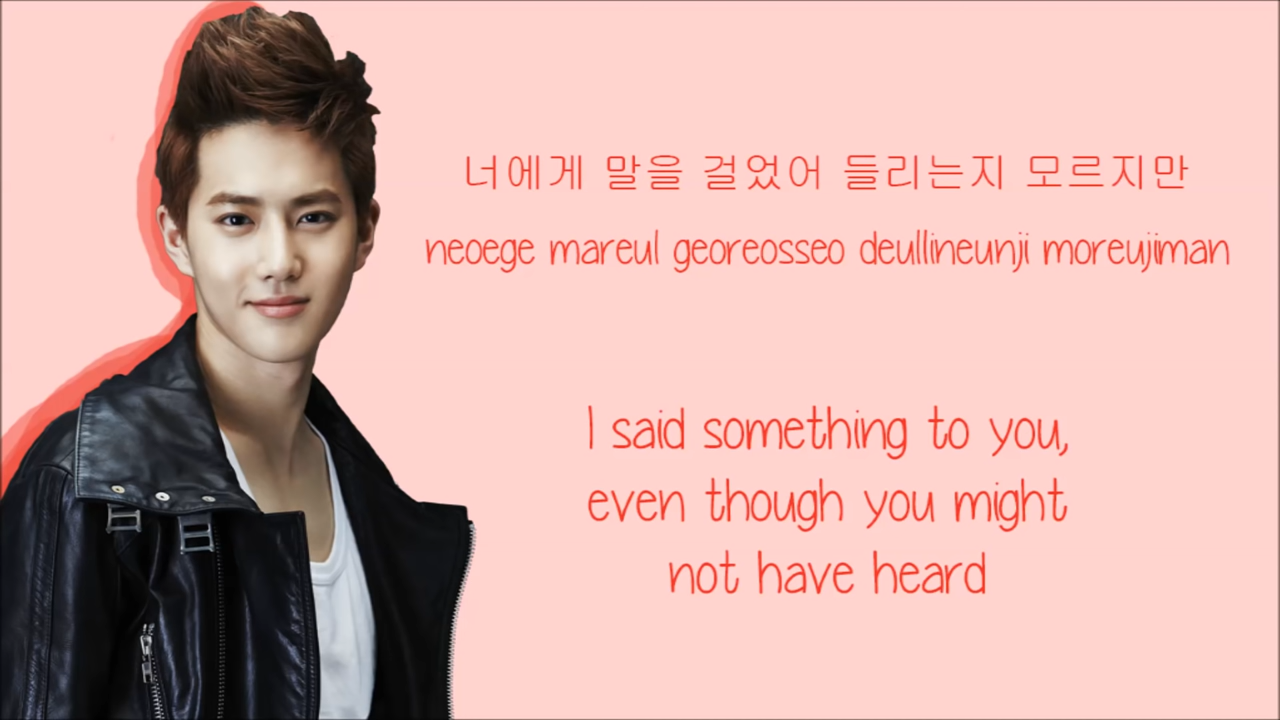 너에게 말을 걸었어 들리는지 모르지만
neoege mareul georeosseo deullineunji moreujiman
I said something to you,
even though you might
not have heard